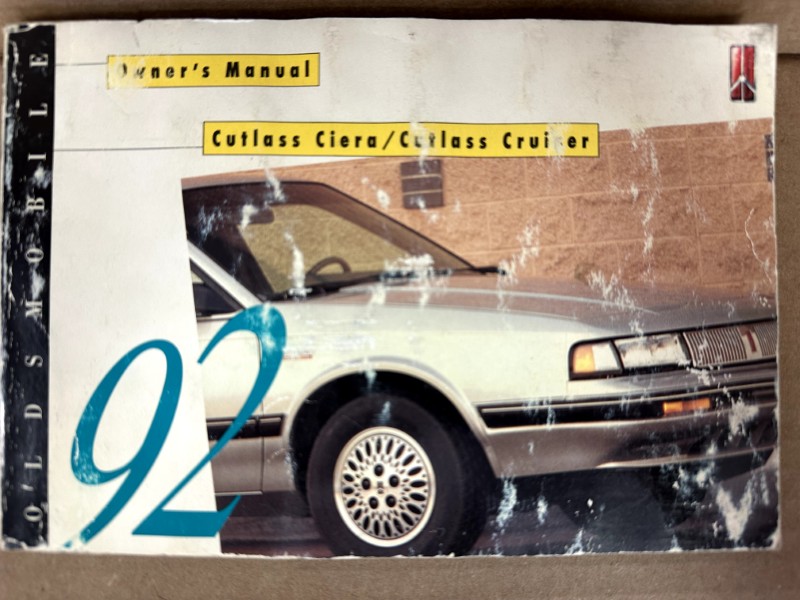 Owner's Manual
Cutlass Ciera/Cutlass Cruiser
OLDSMOBILE
92